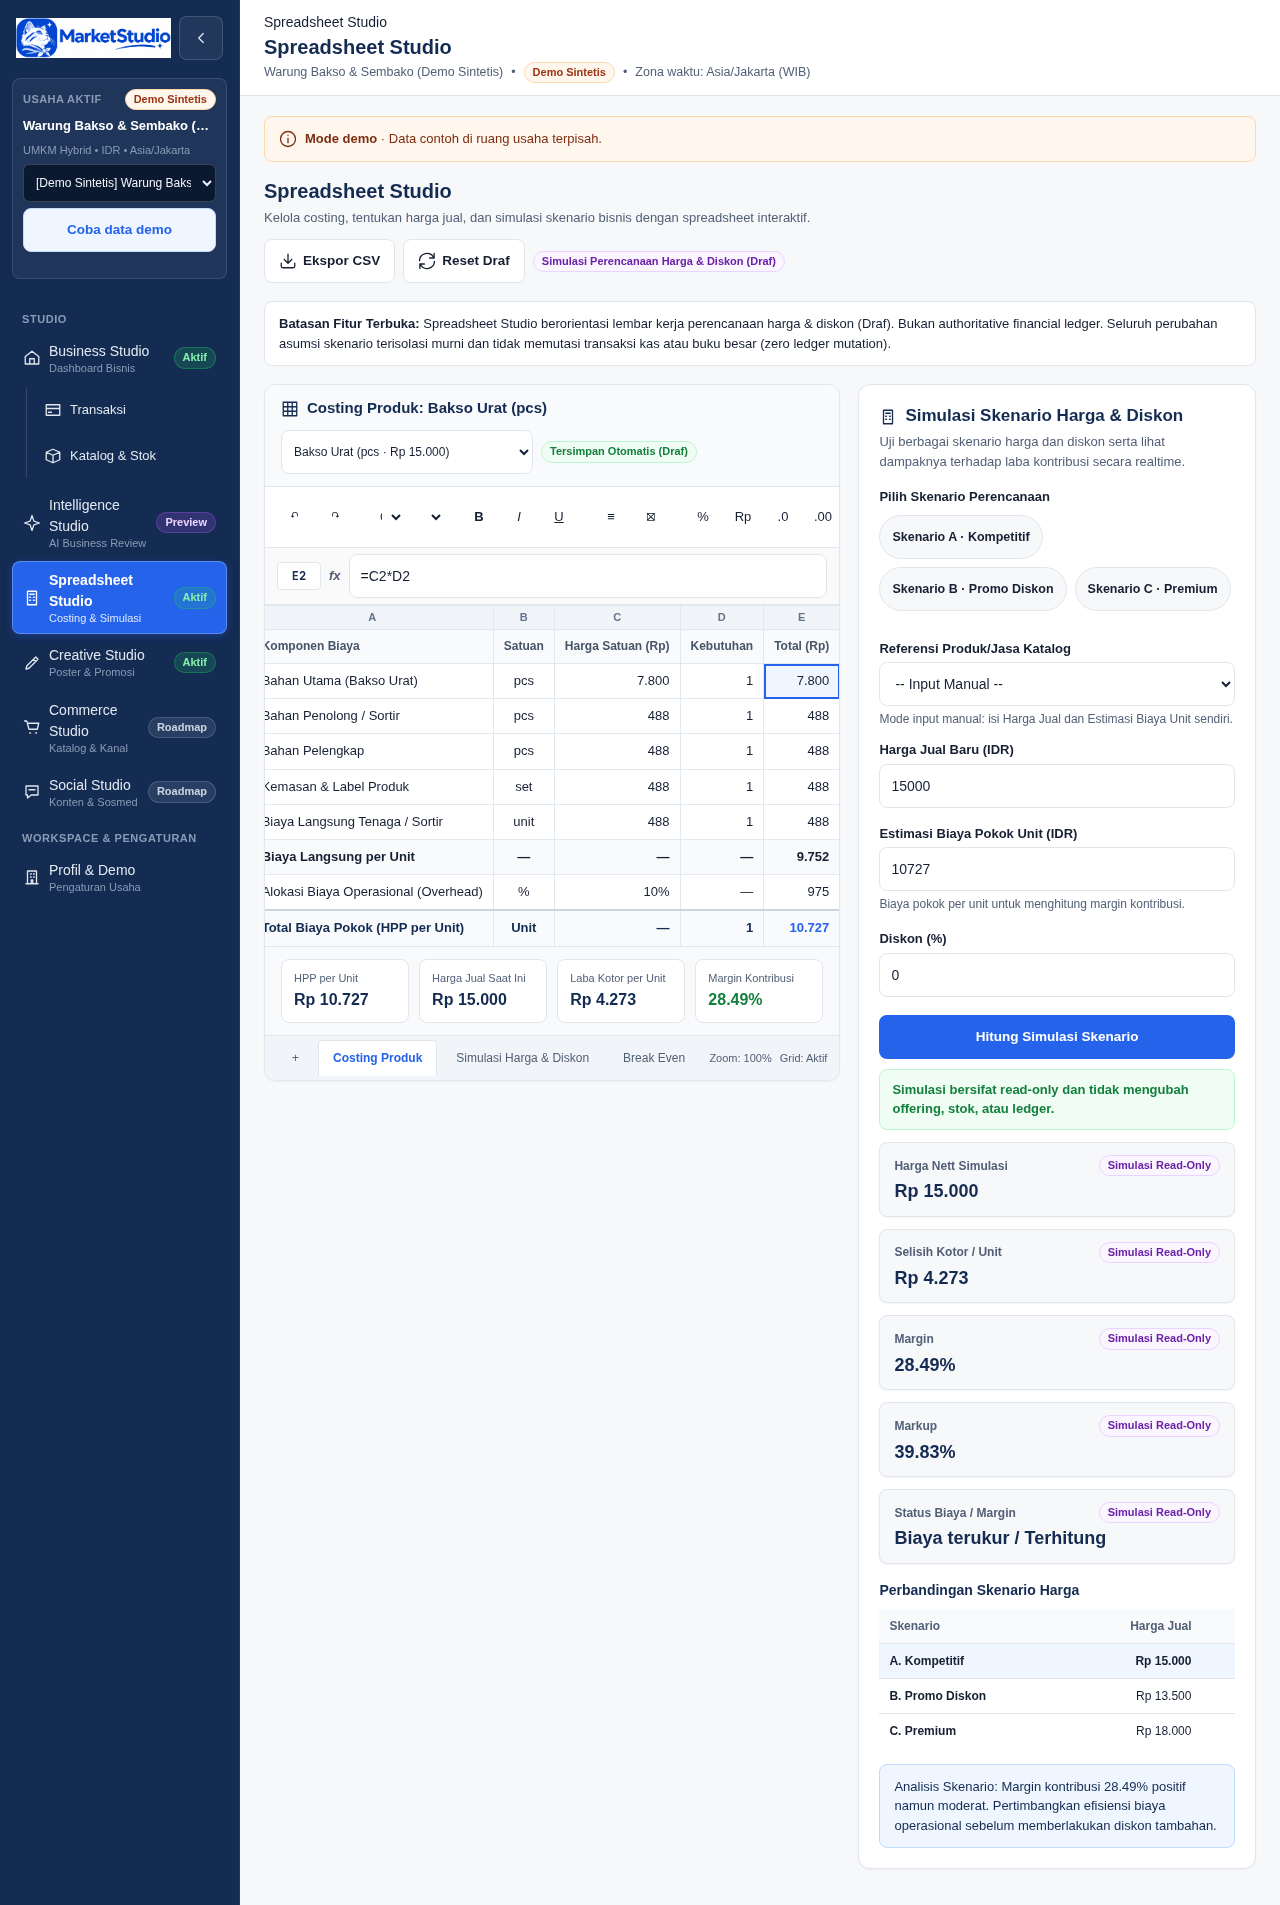 MarketStudio
USAHA AKTIF
Demo Sintetis
Warung Bakso & Sembako (...
UMKM Hybrid • IDR • Asia/Jakarta
[Demo Sintetis] Warung Baks
Coba data demo
STUDIO
Business Studio
Dashboard Bisnis
Aktif
Transaksi
Katalog & Stok
Intelligence
Studio
AI Business Review
Preview
Spreadsheet
Studio
Costing & Simulasi
Aktif
Creative Studio
Poster & Promosi
Aktif
Commerce
Studio
Katalog & Kanal
Roadmap
Social Studio
Konten & Sosmed
Roadmap
WORKSPACE & PENGATURAN
Profil & Demo
Pengaturan Usaha
Spreadsheet Studio
Spreadsheet Studio
Warung Bakso & Sembako (Demo Sintetis) • Demo Sintetis • Zona waktu: Asia/Jakarta (WIB)
Mode demo · Data contoh di ruang usaha terpisah.
Spreadsheet Studio
Kelola costing, tentukan harga jual, dan simulasi skenario bisnis dengan spreadsheet interaktif.
Ekspor CSV
Reset Draf
Simulasi Perencanaan Harga & Diskon (Draf)
Batasan Fitur Terbuka: Spreadsheet Studio berorientasi lembar kerja perencanaan harga & diskon (Draf). Bukan authoritative financial ledger. Seluruh perubahan
asumsi skenario terisolasi murni dan tidak memutasi transaksi kas atau buku besar (zero ledger mutation).
Costing Produk: Bakso Urat (pcs)
Bakso Urat (pcs · Rp 15.000)
Tersimpan Otomatis (Draf)
B I U ≡ ⊠ % Rp .0 .00
E2 fx =C2*D2
A B C D E
Komponen Biaya Satuan Harga Satuan (Rp) Kebutuhan Total (Rp)
Bahan Utama (Bakso Urat) pcs 7.800 1 7.800
Bahan Penolong / Sortir pcs 488 1 488
Bahan Pelengkap pcs 488 1 488
Kemasan & Label Produk set 488 1 488
Biaya Langsung Tenaga / Sortir unit 488 1 488
Biaya Langsung per Unit — — — 9.752
Alokasi Biaya Operasional (Overhead) % 10% — 975
Total Biaya Pokok (HPP per Unit) Unit — 1 10.727
HPP per Unit
Rp 10.727
Harga Jual Saat Ini
Rp 15.000
Laba Kotor per Unit
Rp 4.273
Margin Kontribusi
28.49%
+ Costing Produk Simulasi Harga & Diskon Break Even Zoom: 100% Grid: Aktif
Simulasi Skenario Harga & Diskon
Uji berbagai skenario harga dan diskon serta lihat
dampaknya terhadap laba kontribusi secara realtime.
Pilih Skenario Perencanaan
Skenario A · Kompetitif
Skenario B · Promo Diskon
Skenario C · Premium
Referensi Produk/Jasa Katalog
-- Input Manual --
Mode input manual: isi Harga Jual dan Estimasi Biaya Unit sendiri.
Harga Jual Baru (IDR)
15000
Estimasi Biaya Pokok Unit (IDR)
10727
Biaya pokok per unit untuk menghitung margin kontribusi.
Diskon (%)
0
Hitung Simulasi Skenario
Simulasi bersifat read-only dan tidak mengubah
offering, stok, atau ledger.
Harga Nett Simulasi
Simulasi Read-Only
Rp 15.000
Selisih Kotor / Unit
Simulasi Read-Only
Rp 4.273
Margin
Simulasi Read-Only
28.49%
Markup
Simulasi Read-Only
39.83%
Status Biaya / Margin
Simulasi Read-Only
Biaya terukur / Terhitung
Perbandingan Skenario Harga
Skenario Harga Jual
A. Kompetitif Rp 15.000
B. Promo Diskon Rp 13.500
C. Premium Rp 18.000
Analisis Skenario: Margin kontribusi 28.49% positif
namun moderat. Pertimbangkan efisiensi biaya
operasional sebelum memberlakukan diskon tambahan.